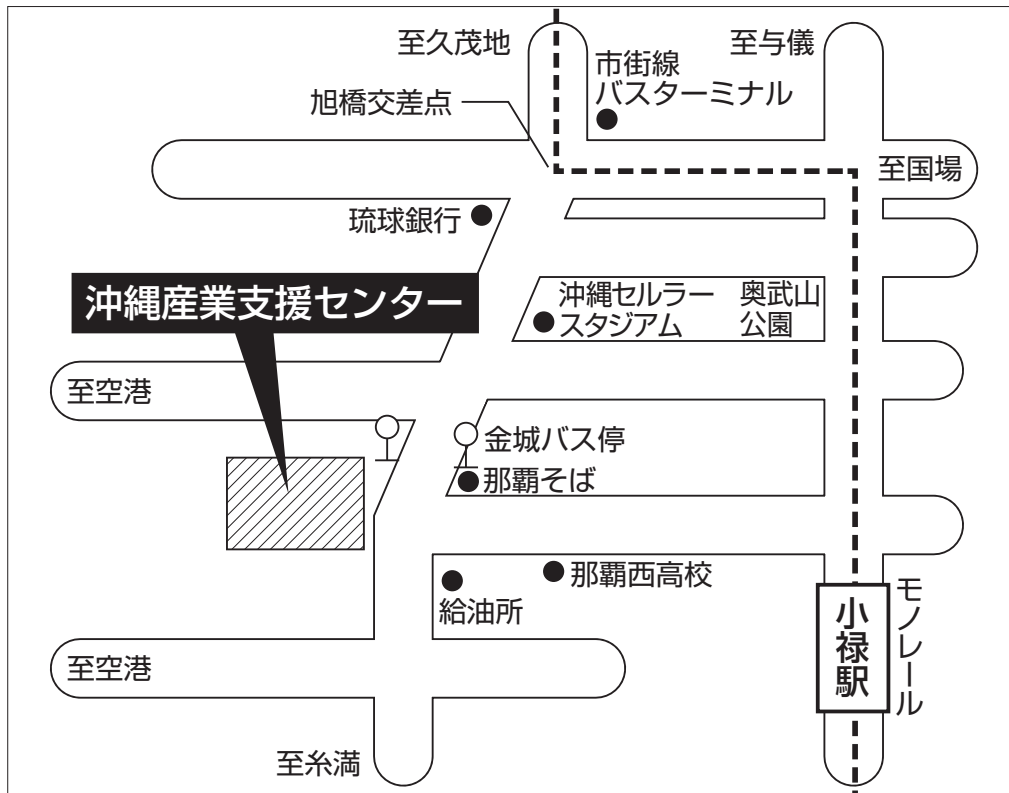 至久茂地
至与儀
市街線
バスターミナル
旭橋交差点
至国場
琉球銀行
沖縄産業支援センター
沖縄セルラー
スタジアム
奥武山
公園
至空港
金城バス停
那覇そば
那覇西高校
給油所
小禄駅
モノレール
至空港
至糸満